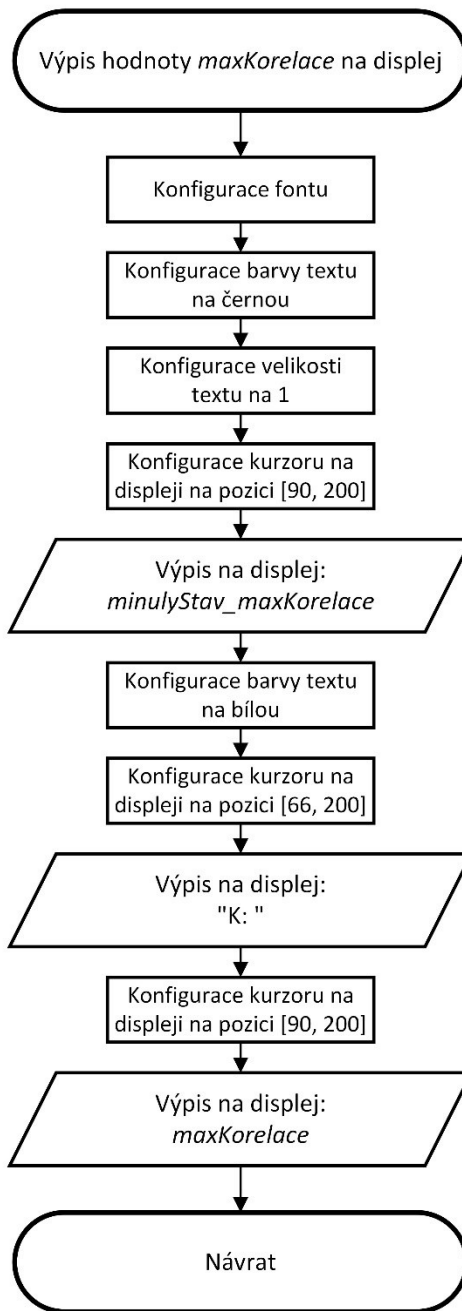 Výpis hodnoty maxKorelace na displej
Konfigurace fontu
Konfigurace barvy textu
na černou
Konfigurace velikosti
textu na 1
Konfigurace kurzoru na
displeji na pozici [90, 200]
Výpis na displej:
minulyStav_maxKorelace
Konfigurace barvy textu
na bílou
Konfigurace kurzoru na
displeji na pozici [66, 200]
Výpis na displej:
"K: "
Konfigurace kurzoru na
displeji na pozici [90, 200]
Výpis na displej:
maxKorelace
Návrat